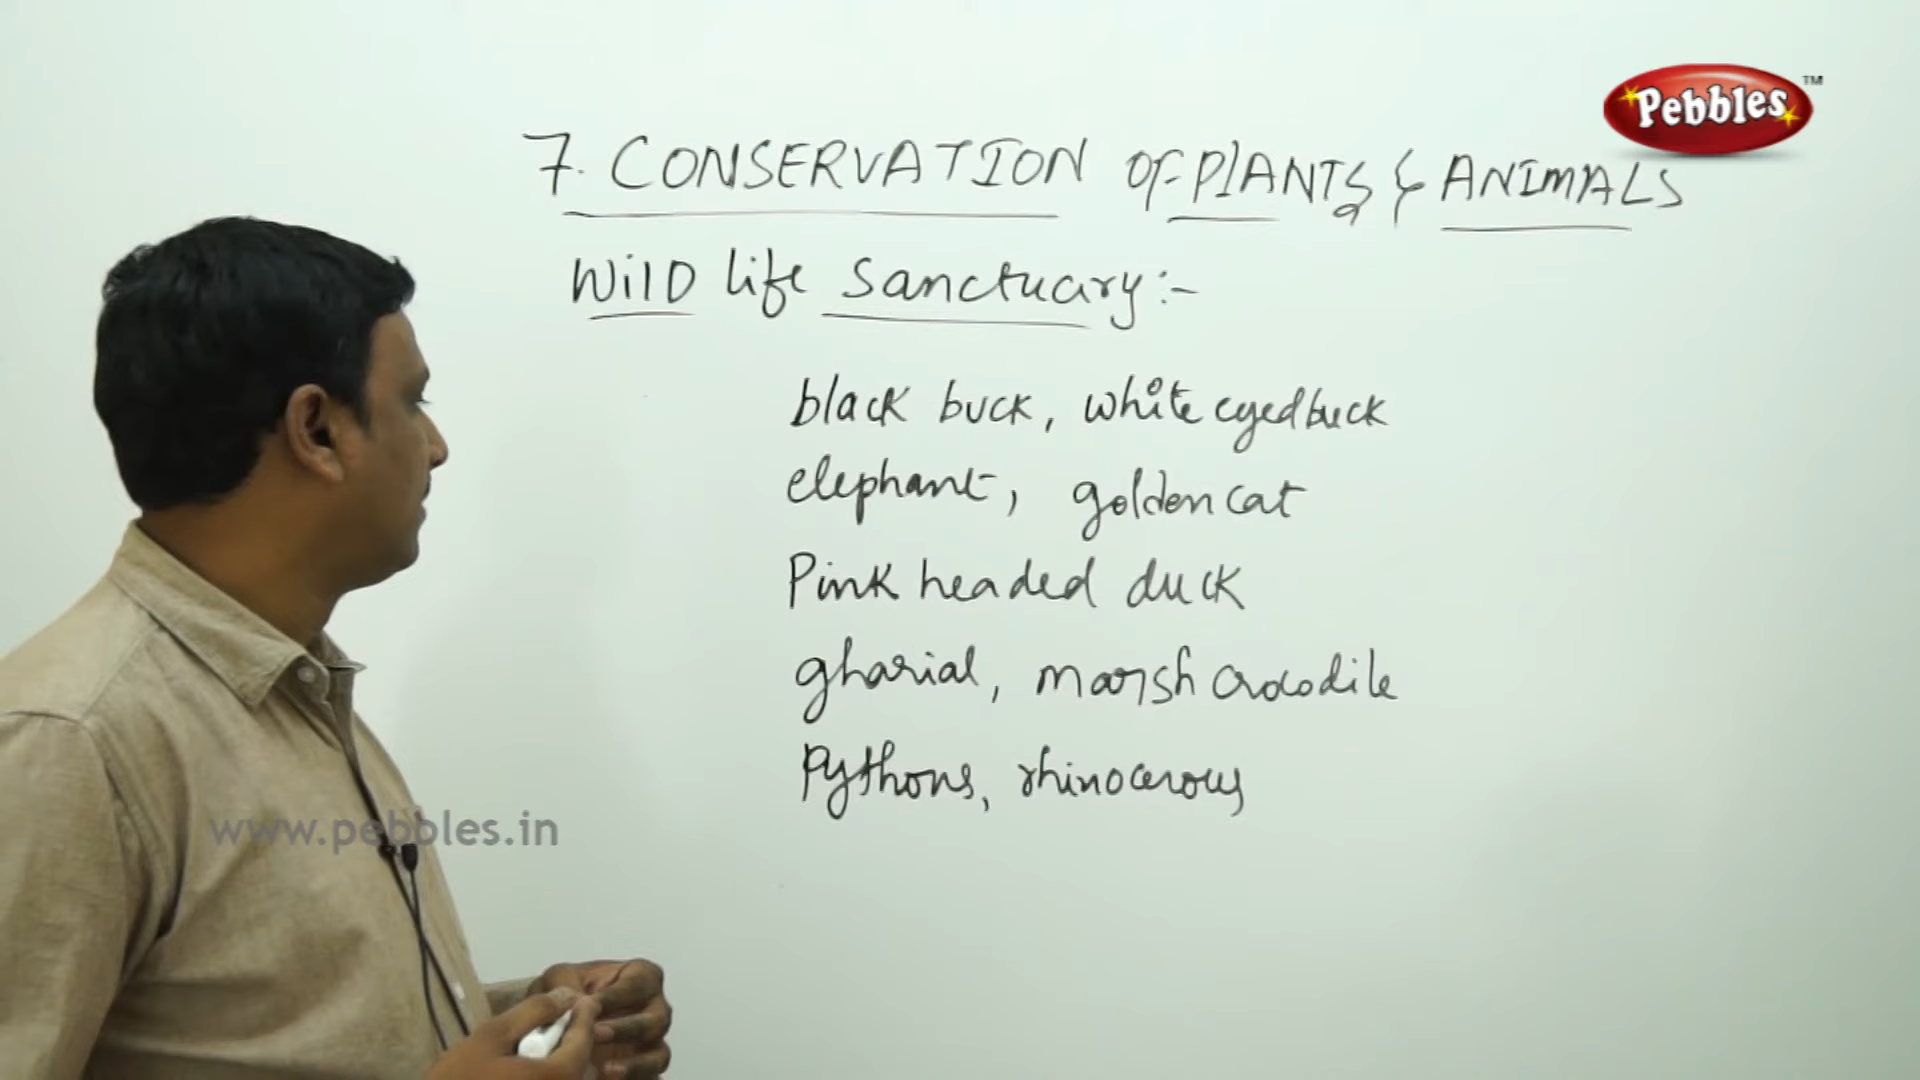 Pebbles TM
7. CONSERVATION OF PlANTS & ANIMALS
WilD life Sanctuary:-
black buck, white eyed buck
elephant, golden cat
Pink headed duck
gharial, marsh crocodile
Pythons, rhinocerous
www.pebbles.in